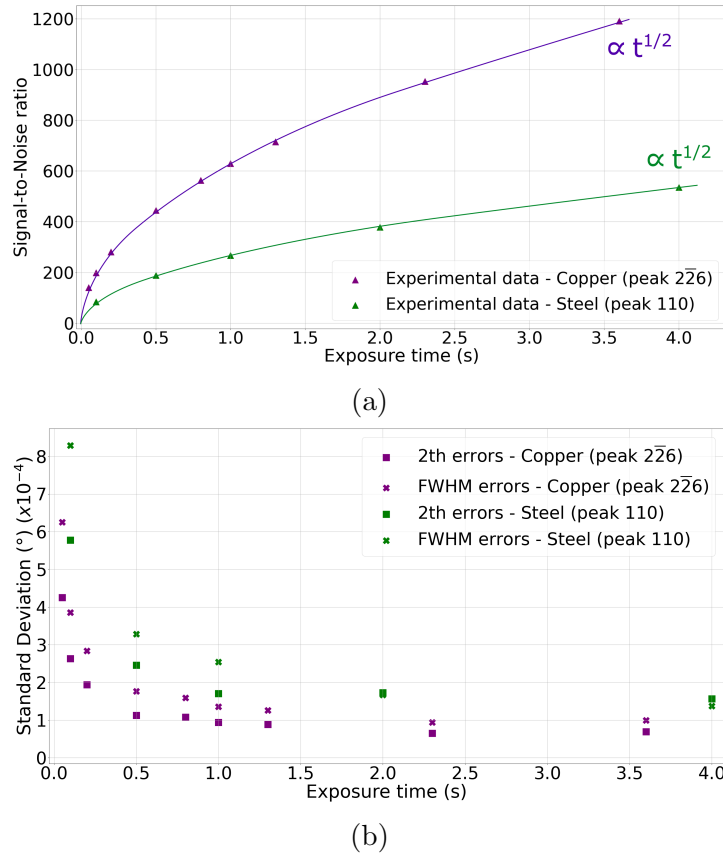 1200
1000
800
600
400
200
0
Signal-to-Noise ratio
∝ t^{1/2}
∝ t^{1/2}
Experimental data - Copper (peak 22̅6)
Experimental data - Steel (peak 110)
0.0 0.5 1.0 1.5 2.0 2.5 3.0 3.5 4.0
Exposure time (s)
(a)
8
7
6
5
4
3
2
1
0
Standard Deviation (°) (x10^{-4})
2th errors - Copper (peak 22̅6)
FWHM errors - Copper (peak 22̅6)
2th errors - Steel (peak 110)
FWHM errors - Steel (peak 110)
0.0 0.5 1.0 1.5 2.0 2.5 3.0 3.5 4.0
Exposure time (s)
(b)